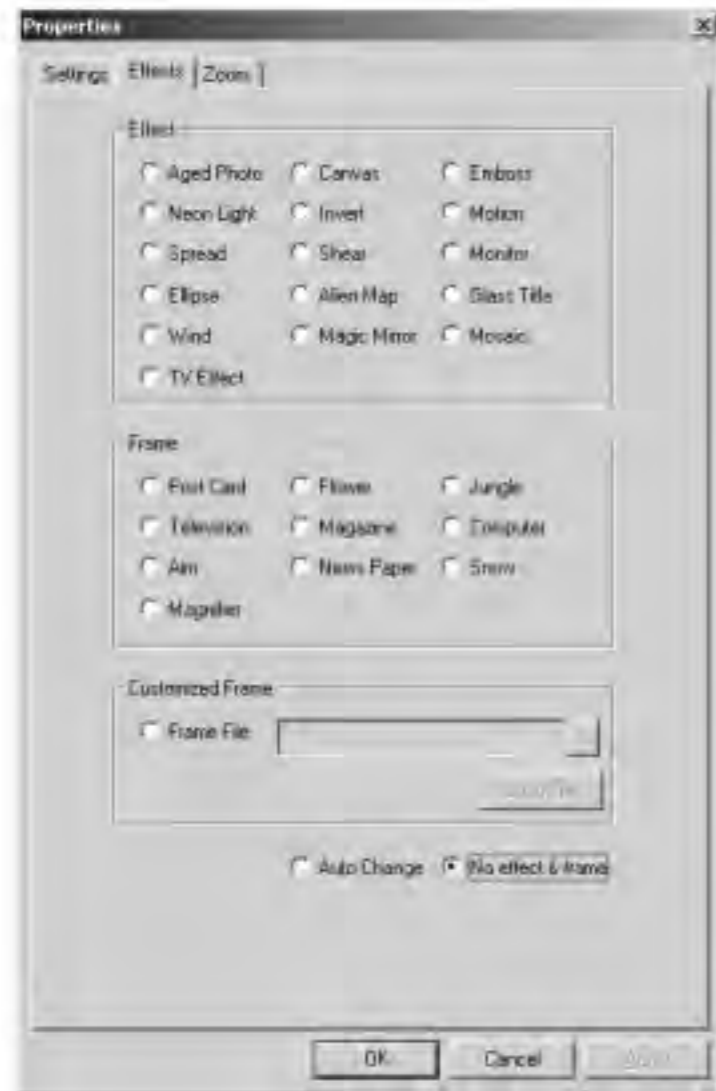 Properties
Settings Effects Zoom
Effect
Aged Photo Canvas Emboss
Neon Light Invert Motion
Spread Shear Monitor
Ellipse Alien Map Glass Title
Wind Magic Mirror Mosaic
TV Effect
Frame
Post Card Flower Jungle
Television Magazine Computer
Aim News Paper Snow
Magnifier
Customized Frame
Frame File
Auto Change No effect & frame
OK Cancel Apply